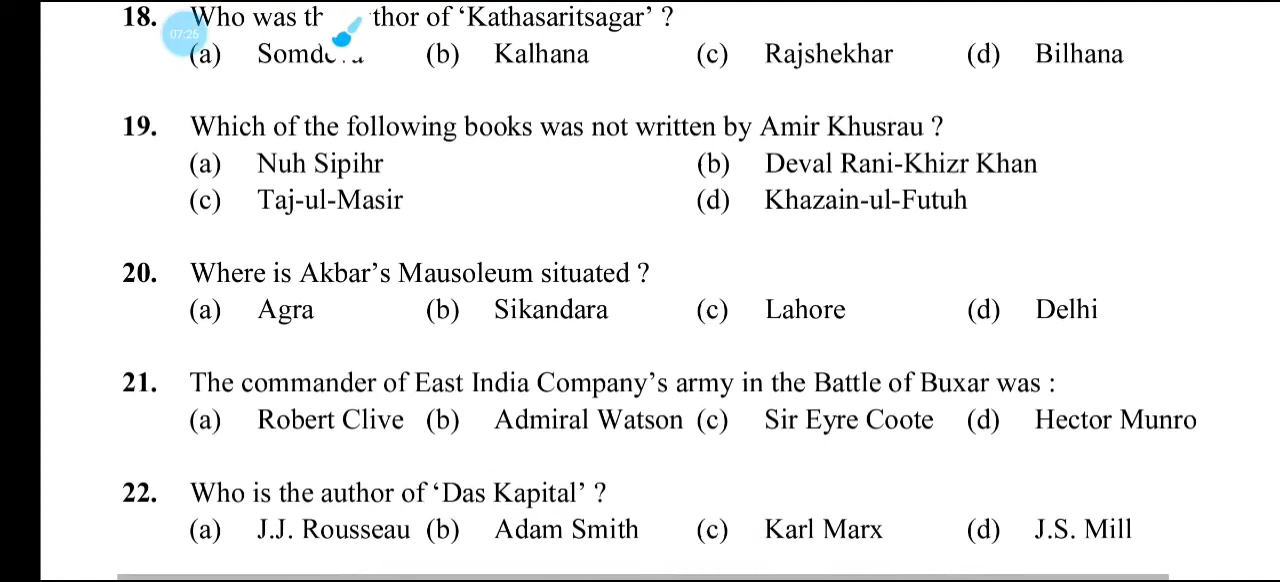 18. Who was thor of ‘Kathasaritsagar’ ?
07:26
(a) (b) Kalhana (c) Rajshekhar (d) Bilhana
19. Which of the following books was not written by Amir Khusrau ?
(a) Nuh Sipihr (b) Deval Rani-Khizr Khan
(c) Taj-ul-Masir (d) Khazain-ul-Futuh
20. Where is Akbar’s Mausoleum situated ?
(a) Agra (b) Sikandara (c) Lahore (d) Delhi
21. The commander of East India Company’s army in the Battle of Buxar was :
(a) Robert Clive (b) Admiral Watson (c) Sir Eyre Coote (d) Hector Munro
22. Who is the author of ‘Das Kapital’ ?
(a) J.J. Rousseau (b) Adam Smith (c) Karl Marx (d) J.S. Mill